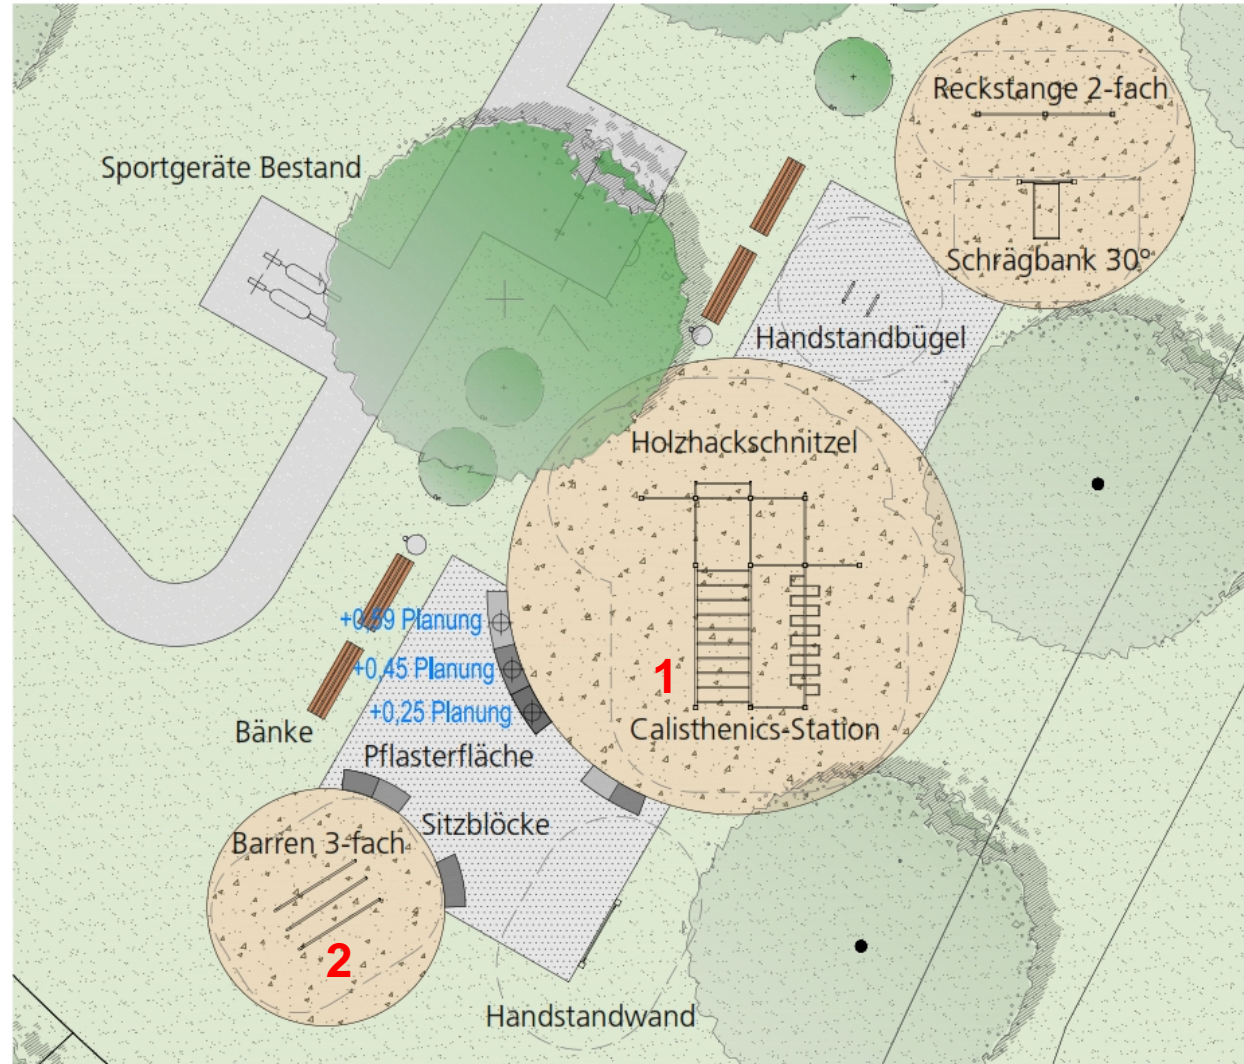 Reckstange 2-fach
Sportgeräte Bestand
Schrägbank 30°
Handstandbügel
Holzhackschnitzel
+0,59 Planung
+0,45 Planung
1
+0,25 Planung
Bänke
Calisthenics-Station
Pflasterfläche
Sitzblöcke
Barren 3-fach
2
Handstandwand